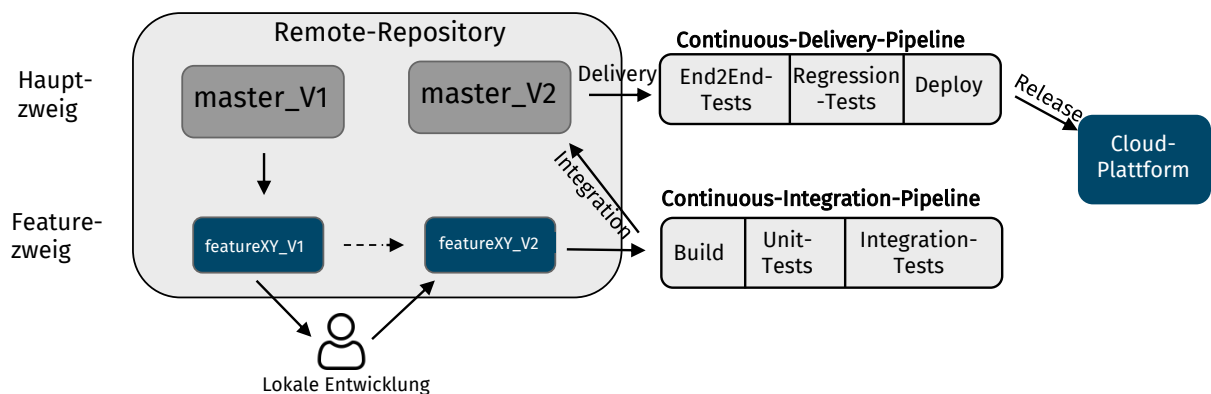 Remote-Repository
Continuous-Delivery-Pipeline
Haupt-
zweig
master_V1
master_V2
Delivery
End2End-
Tests
Regression
-Tests
Deploy
Release
Cloud-
Plattform
Integration
Continuous-Integration-Pipeline
Feature-
zweig
featureXY_V1
featureXY_V2
Build
Unit-
Tests
Integration-
Tests
Lokale Entwicklung